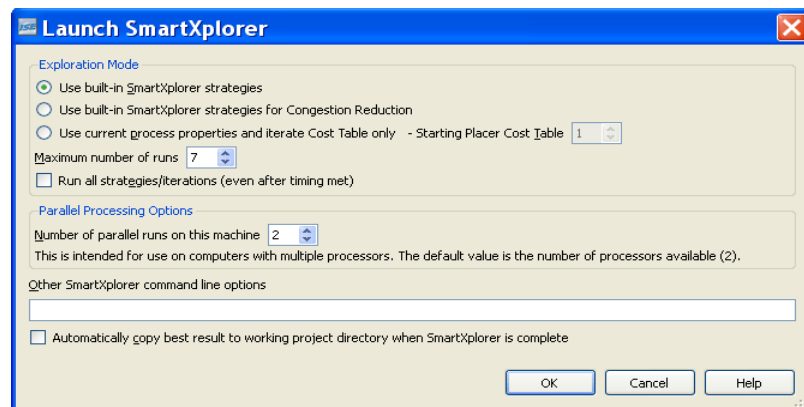 ISE Launch SmartXplorer
Exploration Mode
Use built-in SmartXplorer strategies
Use built-in SmartXplorer strategies for Congestion Reduction
Use current process properties and iterate Cost Table only - Starting Placer Cost Table 1
Maximum number of runs 7
Run all strategies/iterations (even after timing met)
Parallel Processing Options
Number of parallel runs on this machine 2
This is intended for use on computers with multiple processors. The default value is the number of processors available (2).
Other SmartXplorer command line options
Automatically copy best result to working project directory when SmartXplorer is complete
OK Cancel Help